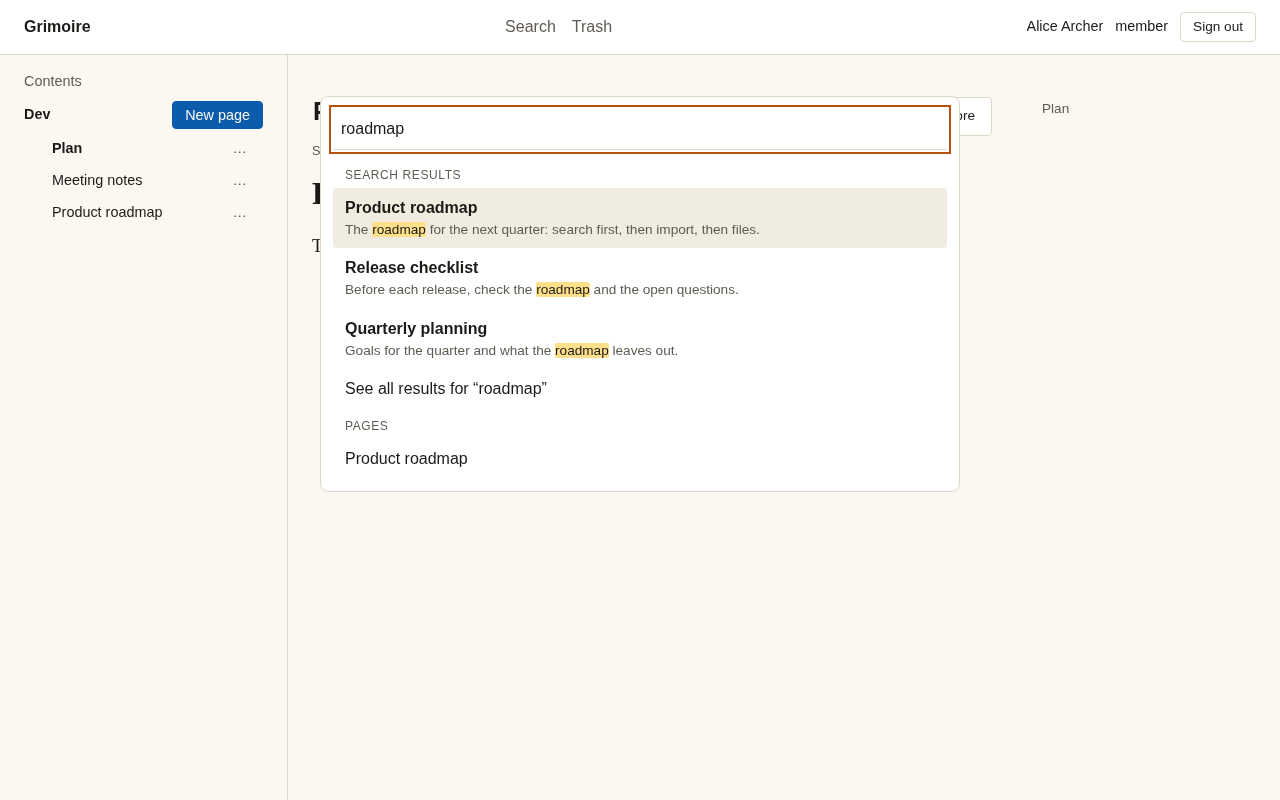 Grimoire
Search
Trash
Alice Archer
member
Sign out
Contents
Dev
New page
Plan
...
Meeting notes
...
Product roadmap
...
roadmap
SEARCH RESULTS
Product roadmap
The roadmap for the next quarter: search first, then import, then files.
Release checklist
Before each release, check the roadmap and the open questions.
Quarterly planning
Goals for the quarter and what the roadmap leaves out.
See all results for “roadmap”
PAGES
Product roadmap
Plan